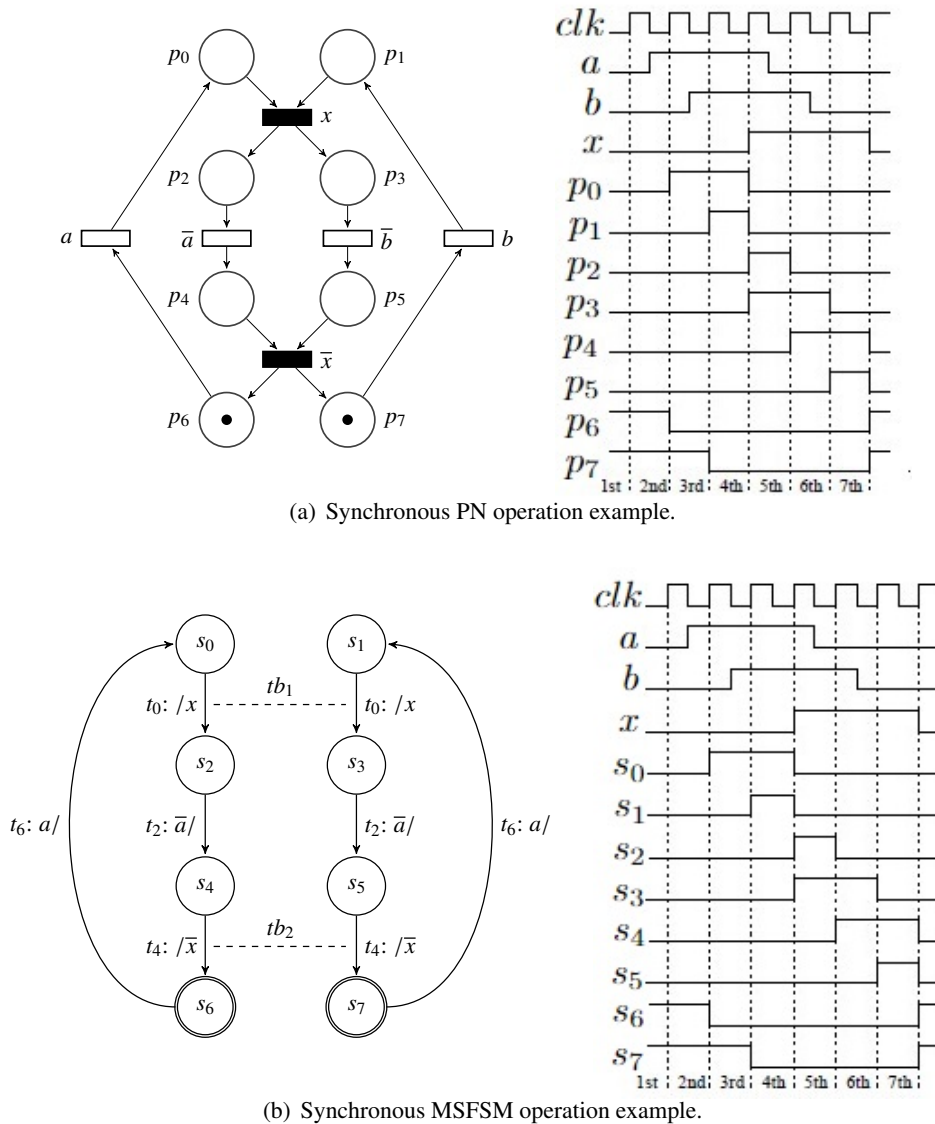 p0 p1
x
p2 p3
a a̅ b̅ b
p4 p5
x̅
p6 p7
clk
a
b
x
p0
p1
p2
p3
p4
p5
p6
p7
1st 2nd 3rd 4th 5th 6th 7th
(a) Synchronous PN operation example.
s0 s1
t0: /x tb1 t0: /x
s2 s3
t6: a/ t2: a̅/ t2: a̅/ t6: a/
s4 s5
t4: /x̅ tb2 t4: /x̅
s6 s7
clk
a
b
x
s0
s1
s2
s3
s4
s5
s6
s7
1st 2nd 3rd 4th 5th 6th 7th
(b) Synchronous MSFSM operation example.